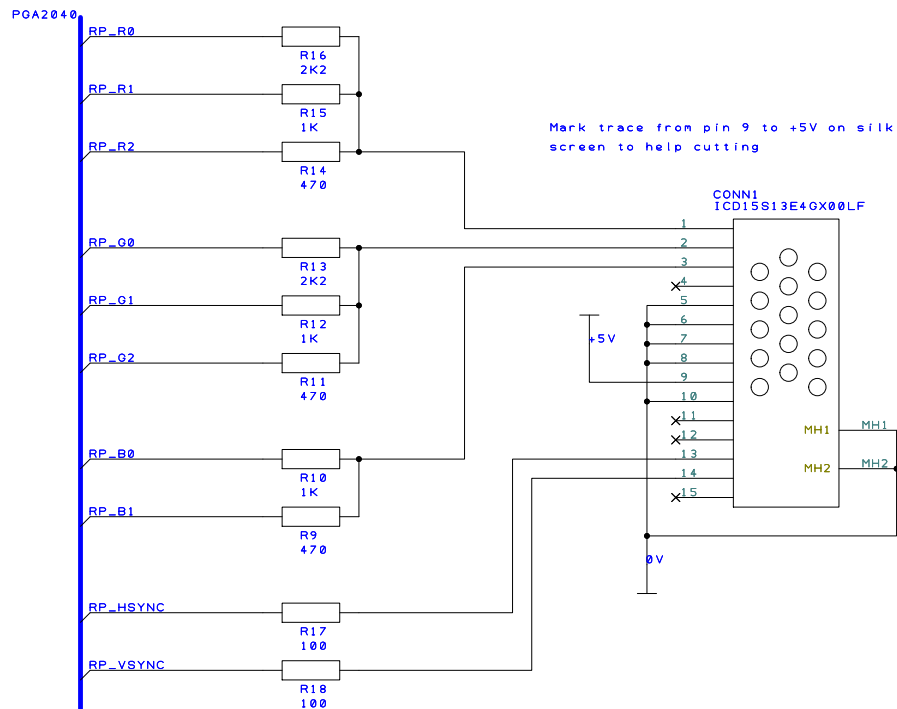 PGA2040
RP_R0
R16
2K2
RP_R1
R15
1K
Mark trace from pin 9 to +5V on silk
screen to help cutting
RP_R2
R14
470
CONN1
ICD15S13E4GX00LF
1
RP_G0
2
R13
2K2
3
4
RP_G1
5
R12
1K
6
+5V
7
RP_G2
8
R11
470
9
10
11
MH1
MH1
12
RP_B0
13
R10
1K
MH2
MH2
14
15
RP_B1
R9
470
0V
RP_HSYNC
R17
100
RP_VSYNC
R18
100